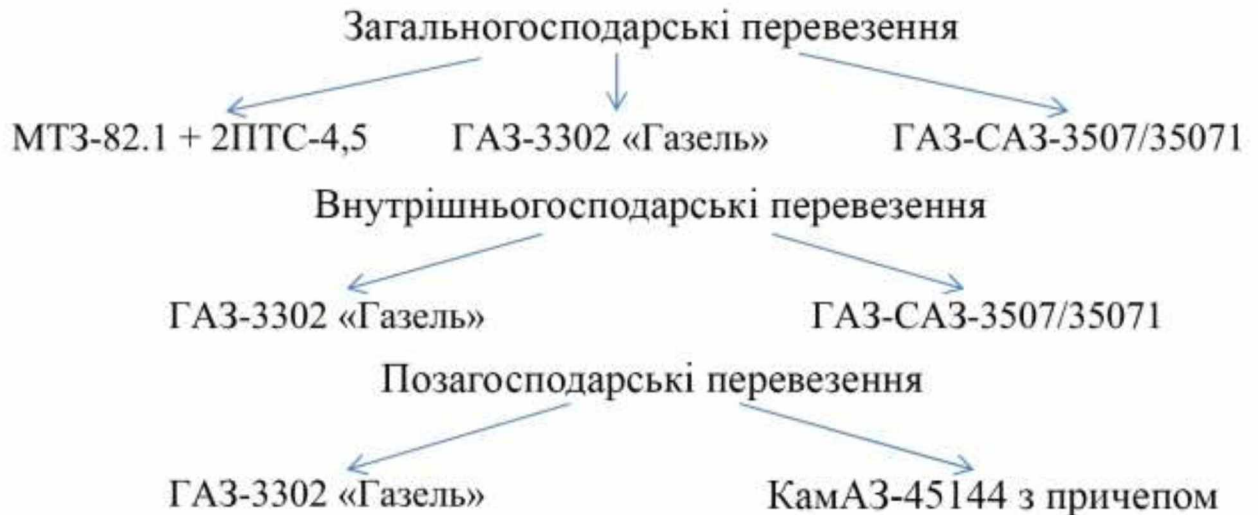 Загальногосподарські перевезення
МТЗ-82.1 + 2ПТС-4,5 ГАЗ-3302 «Газель» ГАЗ-САЗ-3507/35071
Внутрішньогосподарські перевезення
ГАЗ-3302 «Газель» ГАЗ-САЗ-3507/35071
Позагосподарські перевезення
ГАЗ-3302 «Газель» КамАЗ-45144 з причепом